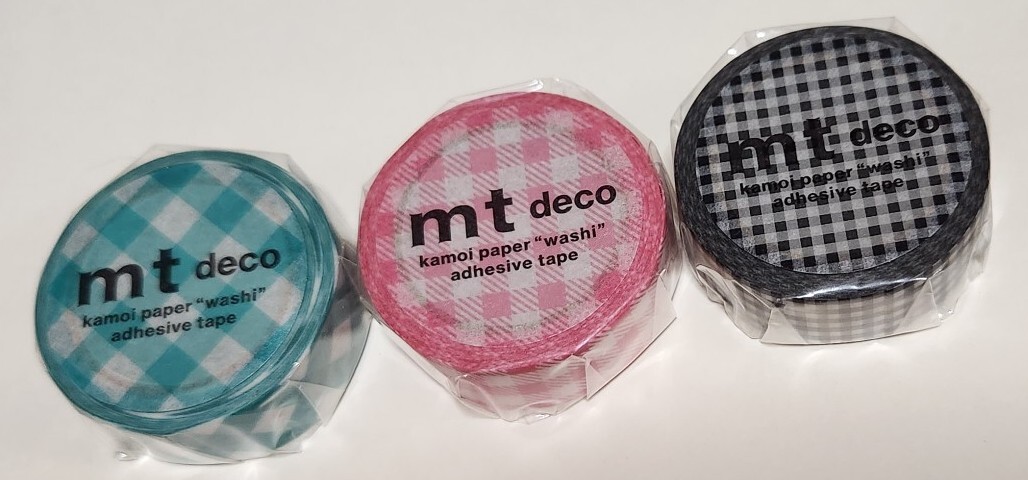 mt deco
kamoi paper “washi”
adhesive tape
mt deco
kamoi paper “washi”
adhesive tape
mt deco
kamoi paper “washi”
adhesive tape